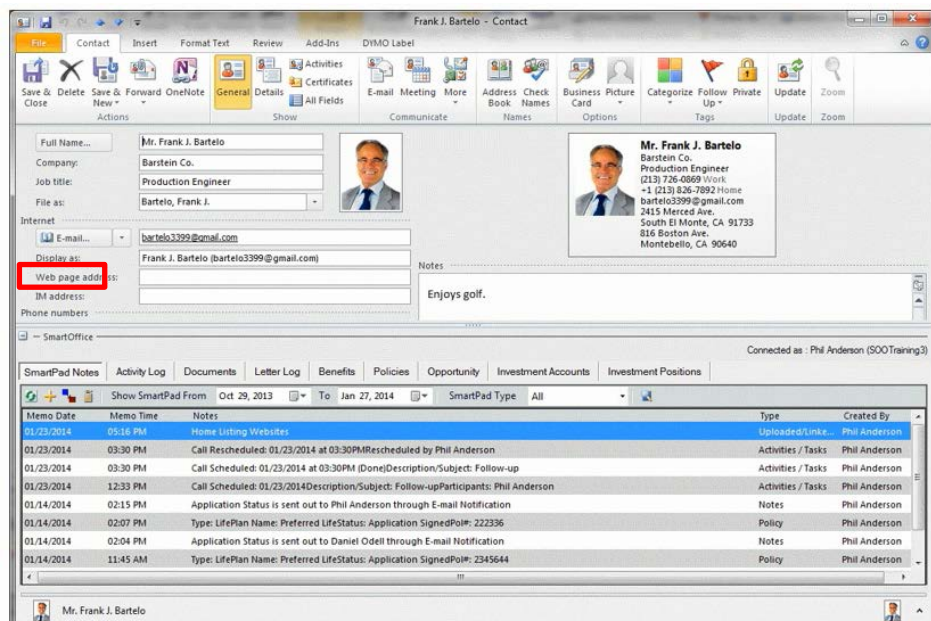 Frank J. Bartelo - Contact
File Contact Insert Format Text Review Add-Ins DYMO Label
Save & Close Delete Save & New Forward OneNote General Details Activities Certificates All Fields E-mail Meeting More Address Book Check Names Business Card Picture Categorize Follow Up Private Update Zoom
Actions Show Communicate Names Options Tags Update Zoom
Full Name... Mr. Frank J. Bartelo
Company: Barstein Co.
Job title: Production Engineer
File as: Bartelo, Frank J.
Internet
E-mail... bartelo3399@gmail.com
Display as: Frank J. Bartelo (bartelo3399@gmail.com)
Web page address:
IM address:
Phone numbers
Mr. Frank J. Bartelo
Barstein Co.
Production Engineer
(213) 726-0869 Work
+1 (213) 826-7892 Home
bartelo3399@gmail.com
2415 Merced Ave.
South El Monte, CA 91733
816 Boston Ave.
Montebello, CA 90640
Notes
Enjoys golf.
SmartOffice
Connected as : Phil Anderson (SOOTraining3)
SmartPad Notes Activity Log Documents Letter Log Benefits Policies Opportunity Investment Accounts Investment Positions
Show SmartPad From Oct 29, 2013 To Jan 27, 2014 SmartPad Type All
Memo Date Memo Time Notes Type Created By
01/23/2014 05:16 PM Home Listing Websites Uploaded/Linke... Phil Anderson
01/23/2014 03:30 PM Call Rescheduled: 01/23/2014 at 03:30PMRescheduled by Phil Anderson Activities / Tasks Phil Anderson
01/23/2014 03:30 PM Call Scheduled: 01/23/2014 at 03:30PM (Done)Description/Subject: Follow-up Activities / Tasks Phil Anderson
01/23/2014 12:33 PM Call Scheduled: 01/23/2014Description/Subject: Follow-upParticipants: Phil Anderson Activities / Tasks Phil Anderson
01/14/2014 02:15 PM Application Status is sent out to Phil Anderson through E-mail Notification Notes Phil Anderson
01/14/2014 02:07 PM Type: LifePlan Name: Preferred LifeStatus: Application SignedPol#: 222336 Policy Phil Anderson
01/14/2014 02:04 PM Application Status is sent out to Daniel Odell through E-mail Notification Notes Phil Anderson
01/14/2014 11:45 AM Type: LifePlan Name: Preferred LifeStatus: Application SignedPol#: 2345644 Policy Phil Anderson
Mr. Frank J. Bartelo